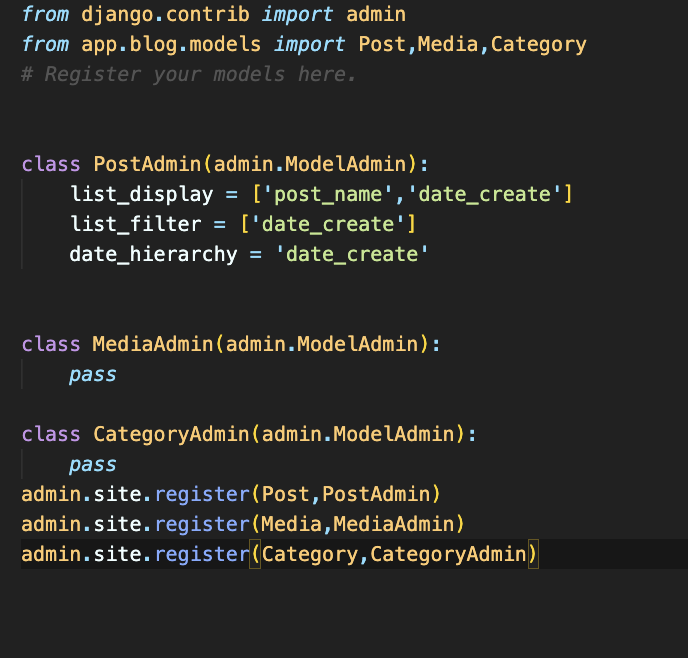 from django.contrib import admin
from app.blog.models import Post,Media,Category
# Register your models here.
class PostAdmin(admin.ModelAdmin):
    list_display = ['post_name','date_create']
    list_filter = ['date_create']
    date_hierarchy = 'date_create'
class MediaAdmin(admin.ModelAdmin):
    pass
class CategoryAdmin(admin.ModelAdmin):
    pass
admin.site.register(Post,PostAdmin)
admin.site.register(Media,MediaAdmin)
admin.site.register(Category,CategoryAdmin)